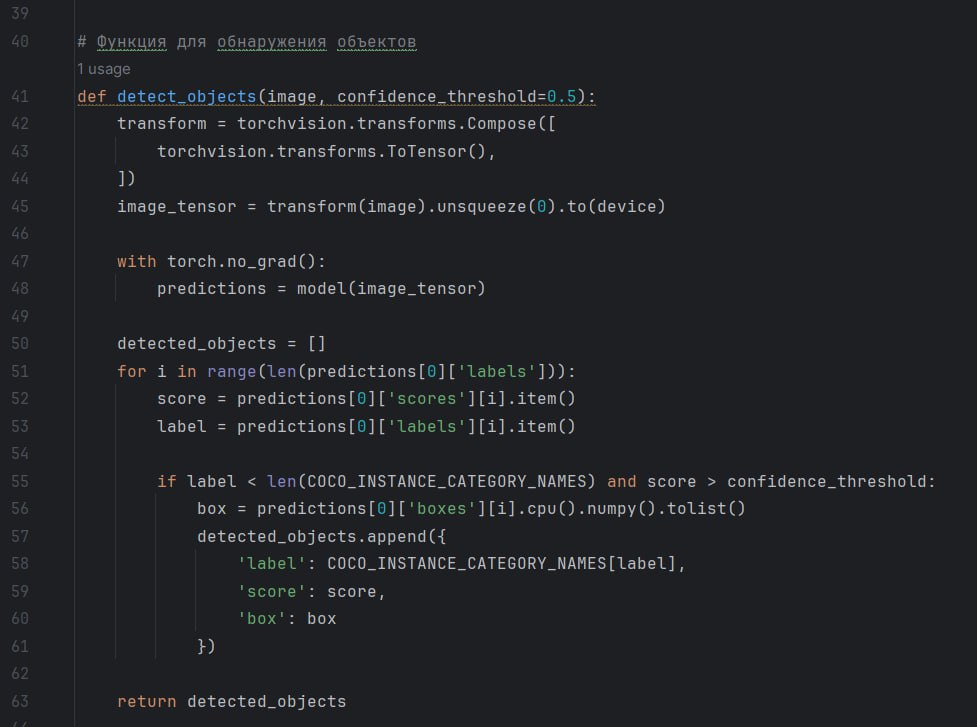 39
40 # Функция для обнаружения объектов
1 usage
41 def detect_objects(image, confidence_threshold=0.5):
42     transform = torchvision.transforms.Compose([
43         torchvision.transforms.ToTensor(),
44     ])
45     image_tensor = transform(image).unsqueeze(0).to(device)
46
47     with torch.no_grad():
48         predictions = model(image_tensor)
49
50     detected_objects = []
51     for i in range(len(predictions[0]['labels'])):
52         score = predictions[0]['scores'][i].item()
53         label = predictions[0]['labels'][i].item()
54
55         if label < len(COCO_INSTANCE_CATEGORY_NAMES) and score > confidence_threshold:
56             box = predictions[0]['boxes'][i].cpu().numpy().tolist()
57             detected_objects.append({
58                 'label': COCO_INSTANCE_CATEGORY_NAMES[label],
59                 'score': score,
60                 'box': box
61             })
62
63     return detected_objects